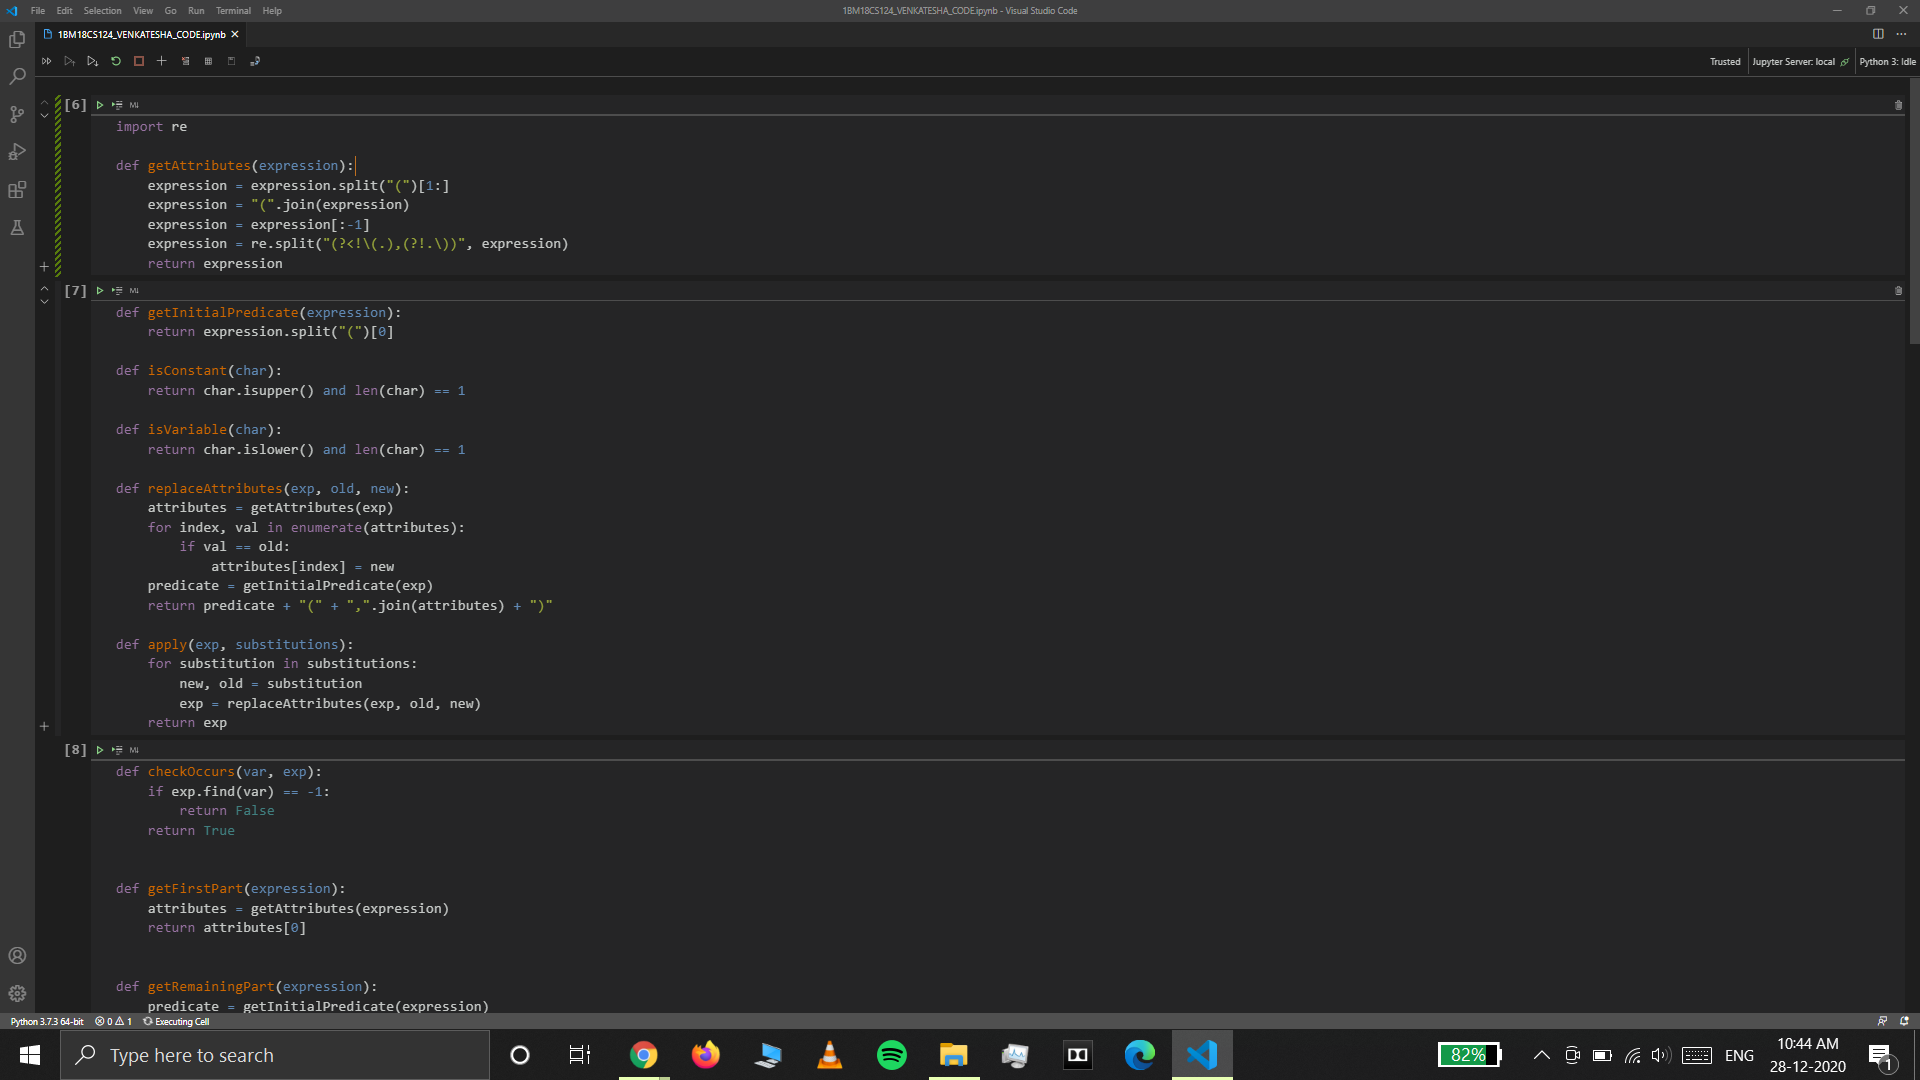 File Edit Selection View Go Run Terminal Help
1BM18CS124_VENKATESHA_CODE.ipynb - Visual Studio Code
1BM18CS124_VENKATESHA_CODE.ipynb
Trusted
Jupyter Server: local
Python 3: Idle
[6]
M↓
import re
def getAttributes(expression):
    expression = expression.split("(")[1:]
    expression = "(".join(expression)
    expression = expression[:-1]
    expression = re.split("(?<!\(.),(?!.\))", expression)
    return expression
[7]
M↓
def getInitialPredicate(expression):
    return expression.split("(")[0]
def isConstant(char):
    return char.isupper() and len(char) == 1
def isVariable(char):
    return char.islower() and len(char) == 1
def replaceAttributes(exp, old, new):
    attributes = getAttributes(exp)
    for index, val in enumerate(attributes):
        if val == old:
            attributes[index] = new
    predicate = getInitialPredicate(exp)
    return predicate + "(" + ",".join(attributes) + ")"
def apply(exp, substitutions):
    for substitution in substitutions:
        new, old = substitution
        exp = replaceAttributes(exp, old, new)
    return exp
[8]
M↓
def checkOccurs(var, exp):
    if exp.find(var) == -1:
        return False
    return True
def getFirstPart(expression):
    attributes = getAttributes(expression)
    return attributes[0]
def getRemainingPart(expression):
    predicate = getInitialPredicate(expression)
Python 3.7.3 64-bit
0
1
Executing Cell
Type here to search
82%
ENG
10:44 AM
28-12-2020
1